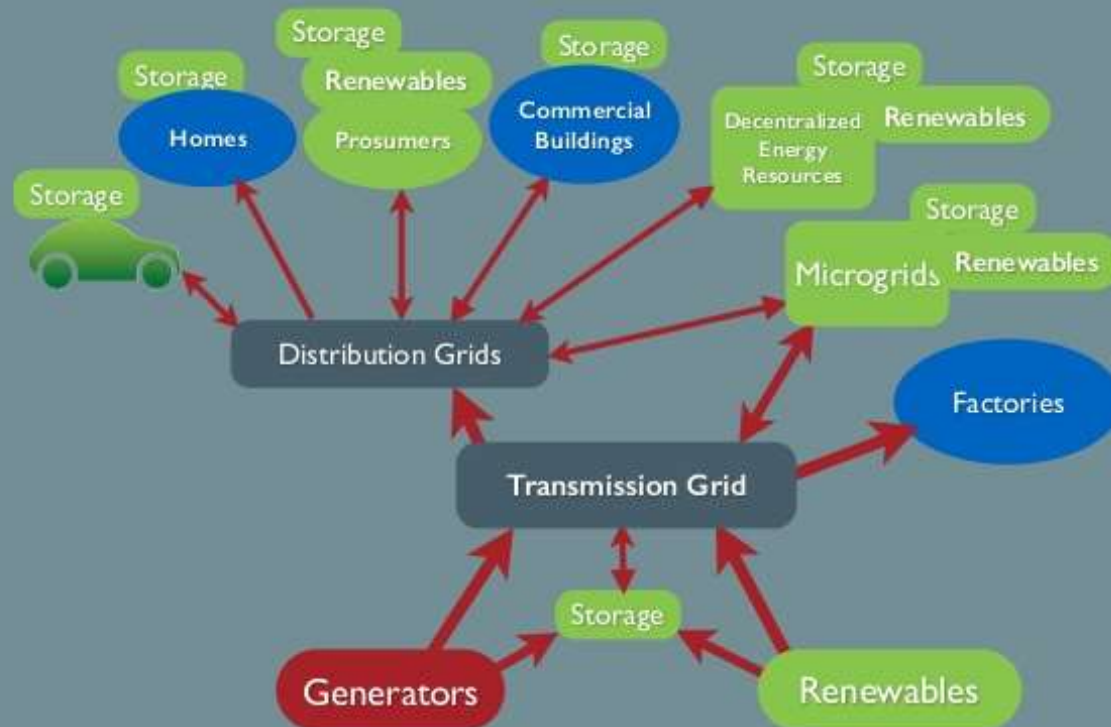 Storage
Storage
Storage
Storage
Renewables
Commercial
Buildings
Homes
Prosumers
Decentralized
Energy
Resources
Renewables
Storage
Storage
Microgrids
Renewables
Distribution Grids
Factories
Transmission Grid
Storage
Generators
Renewables